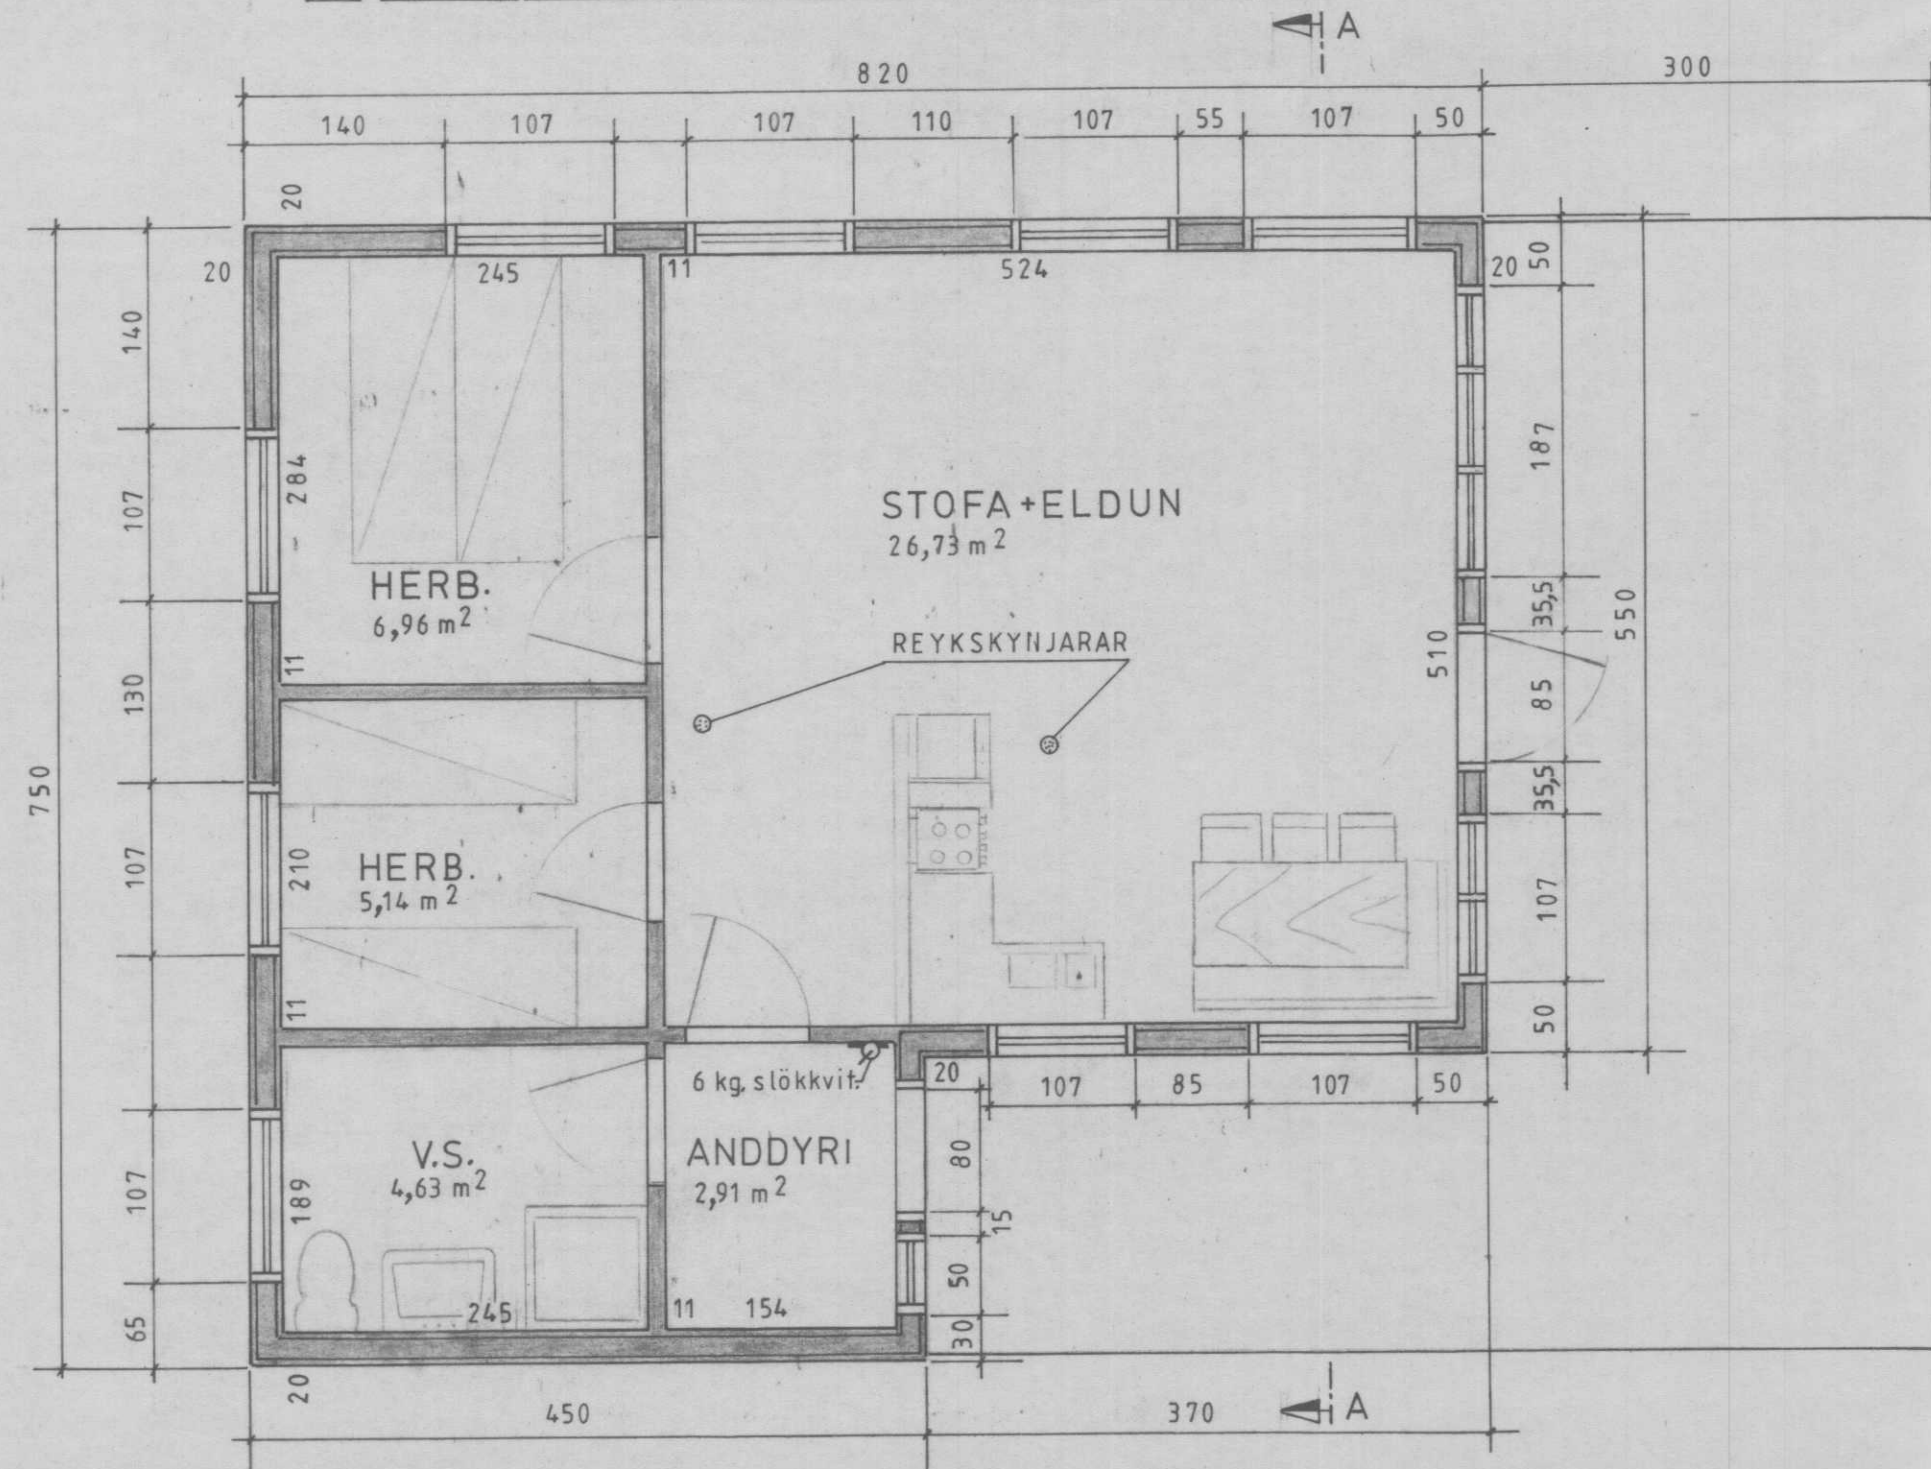 A
820
300
140 107 107 110 107 55 107 50
20
20 245 11 524 20 50
140
284
107
187
STOFA + ELDUN
26,73 m²
HERB.
6,96 m²
35,5
550
REYKSKYNJARAR
510
11
130
85
750
35,5
107
210
HERB.
5,14 m²
107
11
50
6 kg. slökkvit.
20 107 85 107 50
V.S.
4,63 m²
ANDDYRI
2,91 m²
80
107
189
15
50
245 11 154
65
30
20
450
370
A